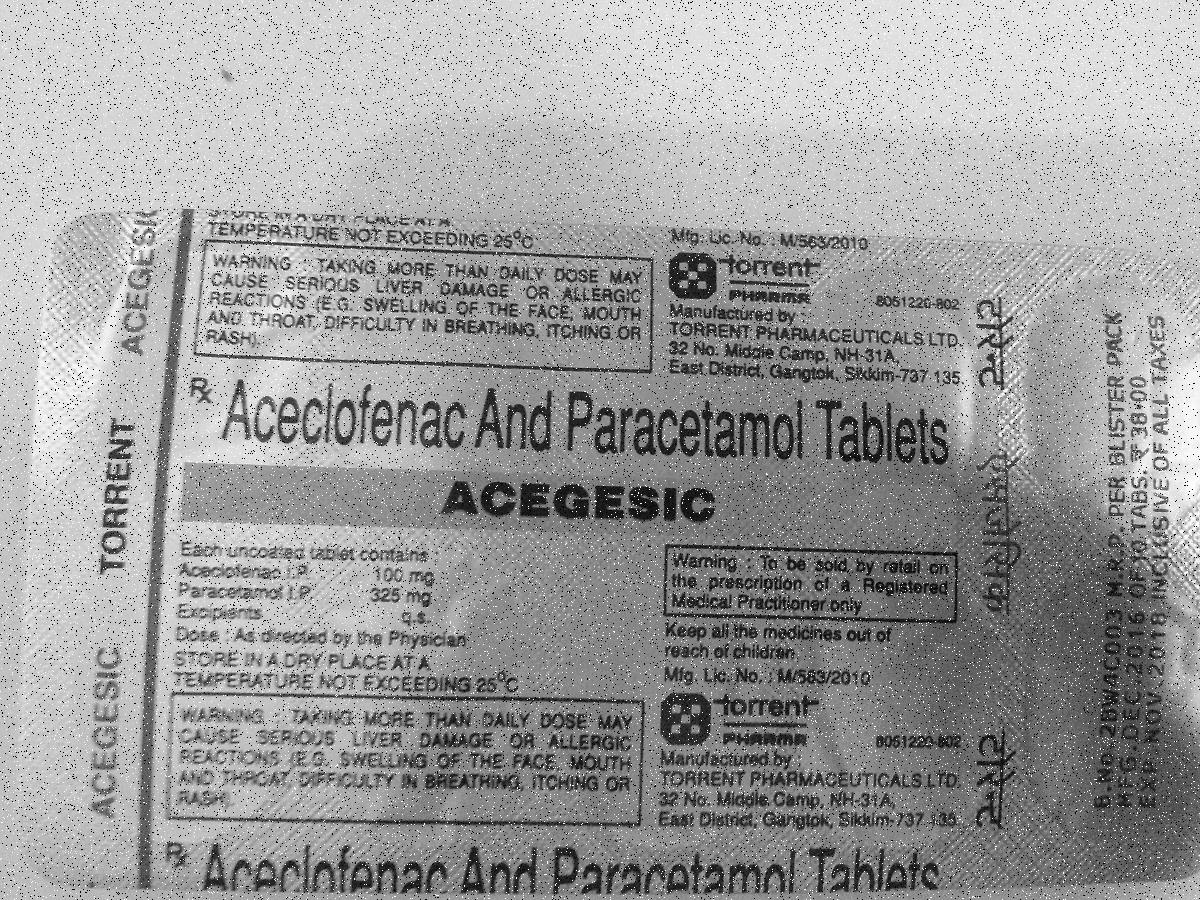 TEMPERATURE NOT EXCEEDING 25°C
WARNING : TAKING MORE THAN DAILY DOSE MAY
CAUSE SERIOUS LIVER DAMAGE OR ALLERGIC
REACTIONS (E.G. SWELLING OF THE FACE, MOUTH
AND THROAT, DIFFICULTY IN BREATHING, ITCHING OR
RASH).
Mfg. Lic. No. : M/563/2010
torrent
PHARMA
8051220-802
Manufactured by :
TORRENT PHARMACEUTICALS LTD.
32 No. Middle Camp, NH-31A,
East District, Gangtok, Sikkim-737 135.
Rx Aceclofenac And Paracetamol Tablets
ACEGESIC
Each uncoated tablet contains :
Aceclofenac I.P. 100 mg
Paracetamol I.P. 325 mg
Excipients q.s.
Dose : As directed by the Physician
STORE IN A DRY PLACE AT A
TEMPERATURE NOT EXCEEDING 25°C
Warning : To be sold by retail on
the prescription of a Registered
Medical Practitioner only
Keep all the medicines out of
reach of children
Mfg. Lic. No. : M/563/2010
WARNING : TAKING MORE THAN DAILY DOSE MAY
CAUSE SERIOUS LIVER DAMAGE OR ALLERGIC
REACTIONS (E.G. SWELLING OF THE FACE, MOUTH
AND THROAT, DIFFICULTY IN BREATHING, ITCHING OR
RASH).
torrent
PHARMA
8051220-802
Manufactured by :
TORRENT PHARMACEUTICALS LTD.
32 No. Middle Camp, NH-31A,
East District, Gangtok, Sikkim-737 135.
Rx Aceclofenac And Paracetamol Tablets
ACEGESIC TORRENT ACEGESIC
B.No. 2BW4C003 M.R.P. PER BLISTER PACK
MFG. DEC. 2016 OF 10 TABS. ₹ 38.00
EXP. NOV. 2018 INCLUSIVE OF ALL TAXES